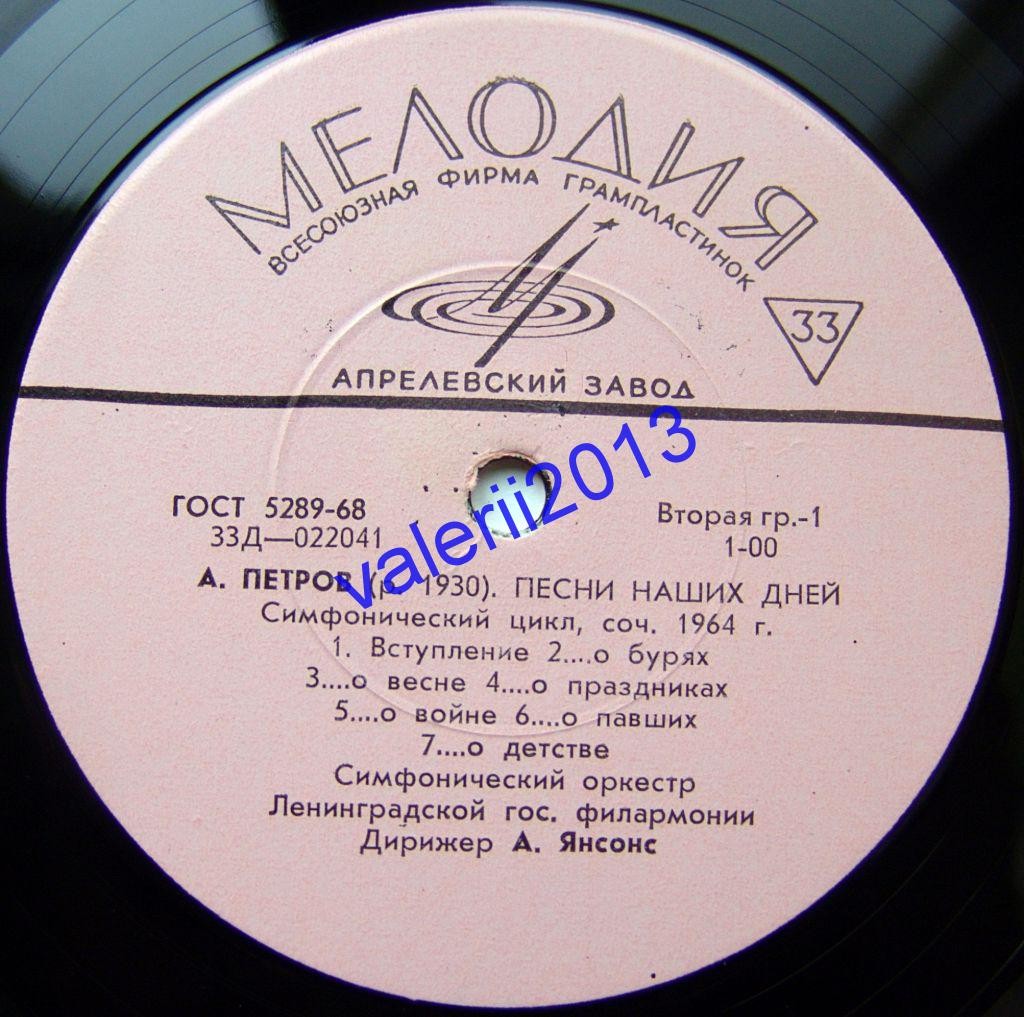 МЕЛОДИЯ
ВСЕСОЮЗНАЯ ФИРМА ГРАМПЛАСТИНОК
33
АПРЕЛЕВСКИЙ ЗАВОД
ГОСТ 5289-68
33Д—022041
Вторая гр.-1
1-00
valerii2013
А. ПЕТРОВ (р. 1930). ПЕСНИ НАШИХ ДНЕЙ
Симфонический цикл, соч. 1964 г.
1. Вступление 2....о бурях
3....о весне 4....о праздниках
5....о войне 6....о павших
7....о детстве
Симфонический оркестр
Ленинградской гос. филармонии
Дирижер А. Янсонс